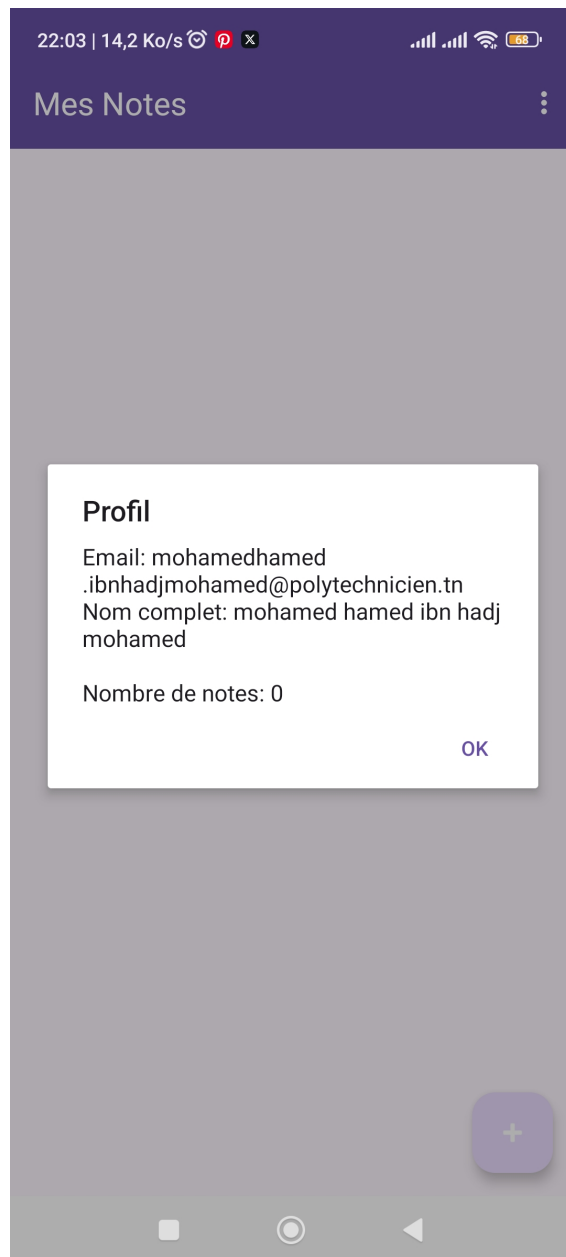 22:03 | 14,2 Ko/s
68
Mes Notes
Profil
Email: mohamedhamed
.ibnhadjmohamed@polytechnicien.tn
Nom complet: mohamed hamed ibn hadj
mohamed
Nombre de notes: 0
OK
+